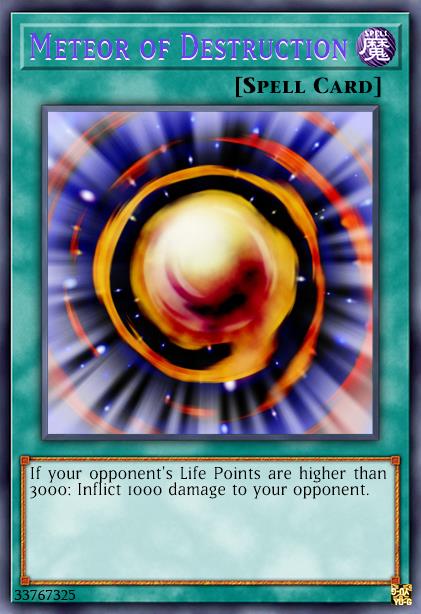 METEOR OF DESTRUCTION
SPELL
魔
[SPELL CARD]
If your opponent's Life Points are higher than
3000: Inflict 1000 damage to your opponent.
33767325